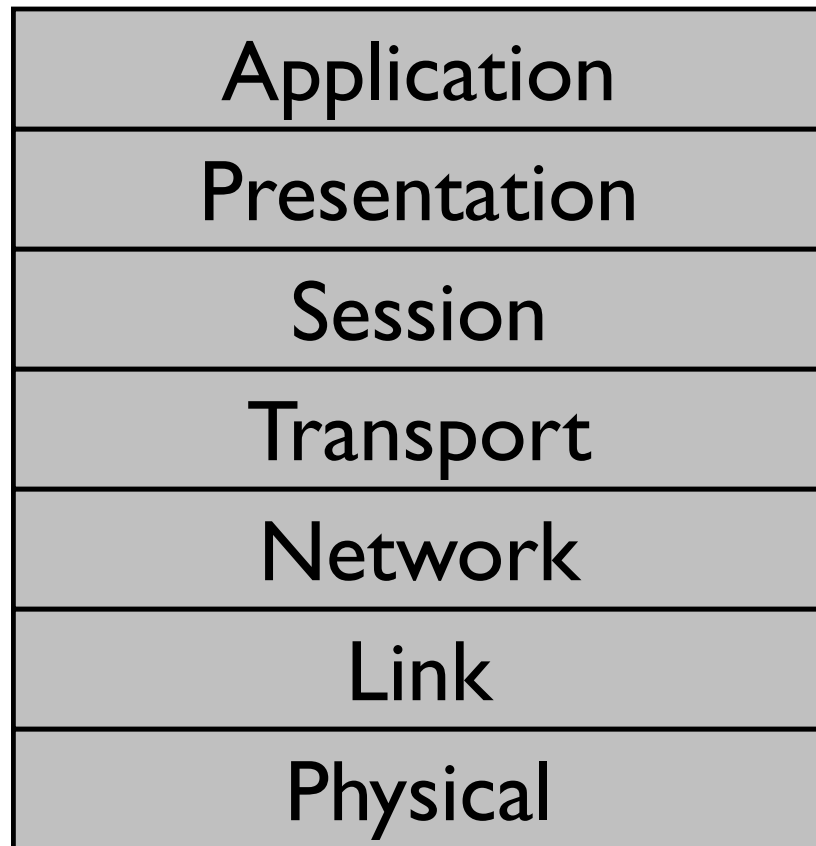 Application
Presentation
Session
Transport
Network
Link
Physical